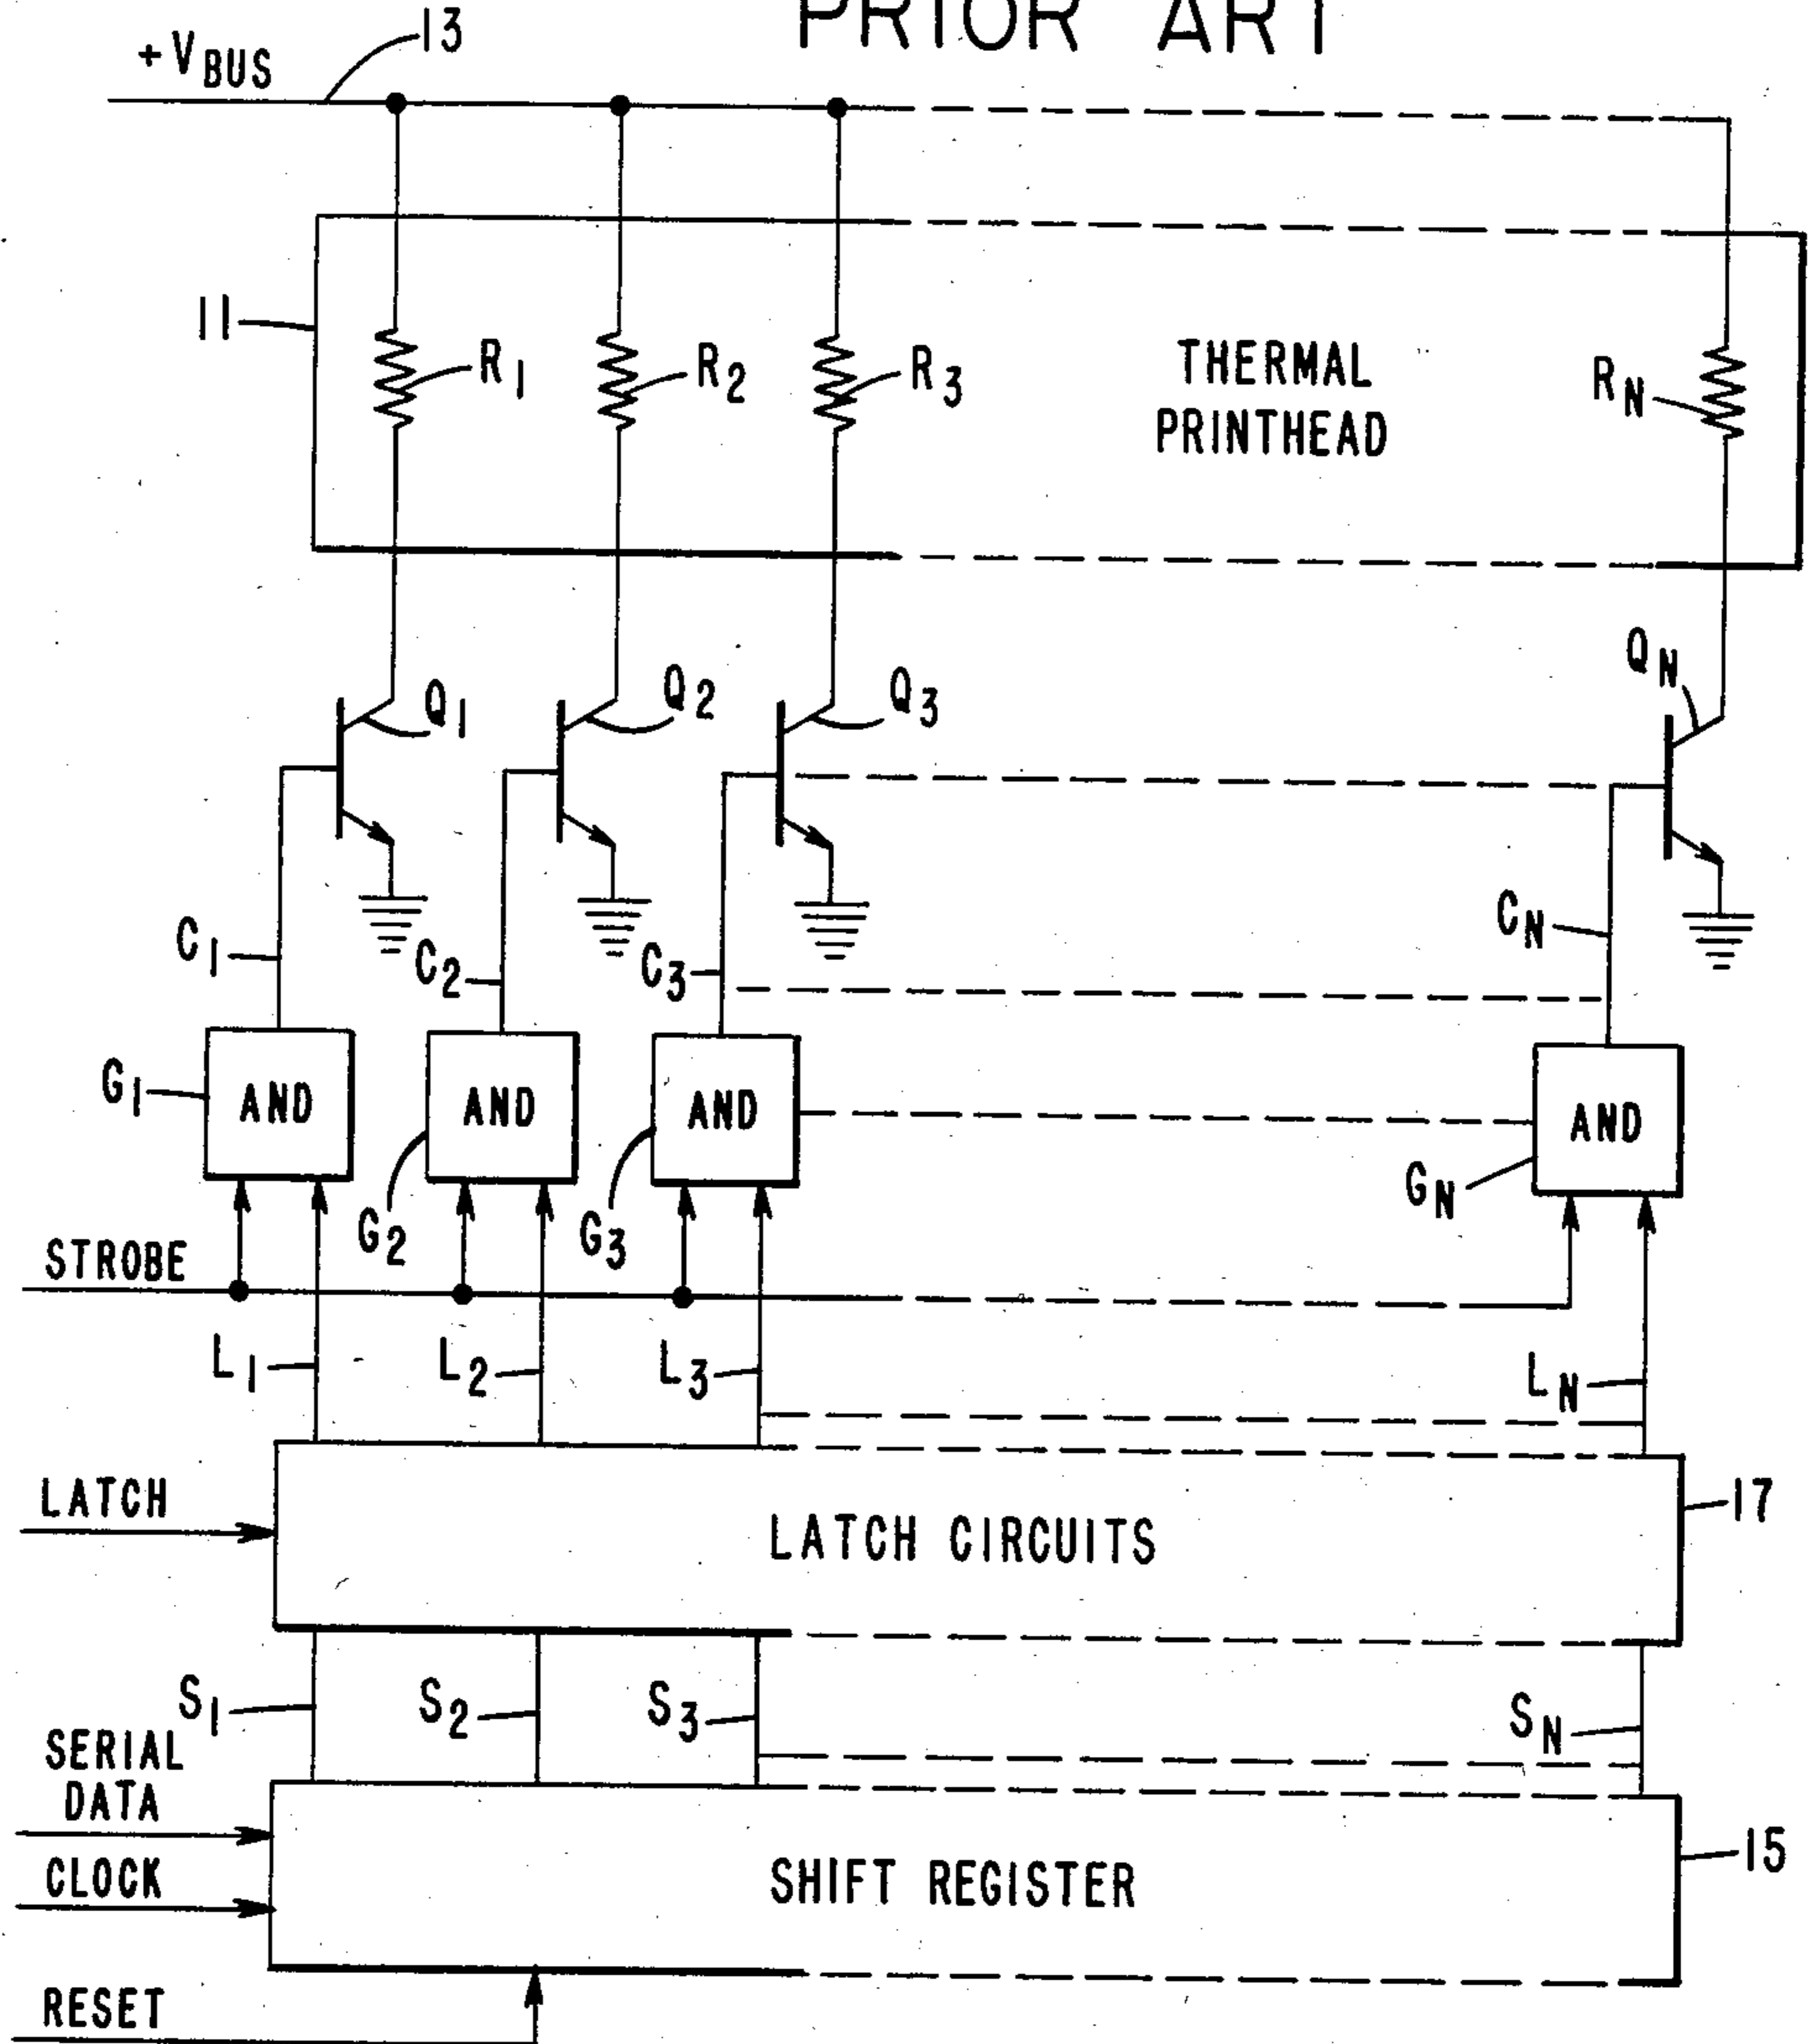 PRIOR ART
+VBUS
13
11
R1
R2
R3
THERMAL
PRINTHEAD
RN
Q1
Q2
Q3
QN
C1
C2
C3
CN
G1
AND
AND
AND
AND
G2
G3
GN
STROBE
L1
L2
L3
LN
LATCH
LATCH CIRCUITS
17
S1
S2
S3
SN
SERIAL
DATA
CLOCK
SHIFT REGISTER
15
RESET